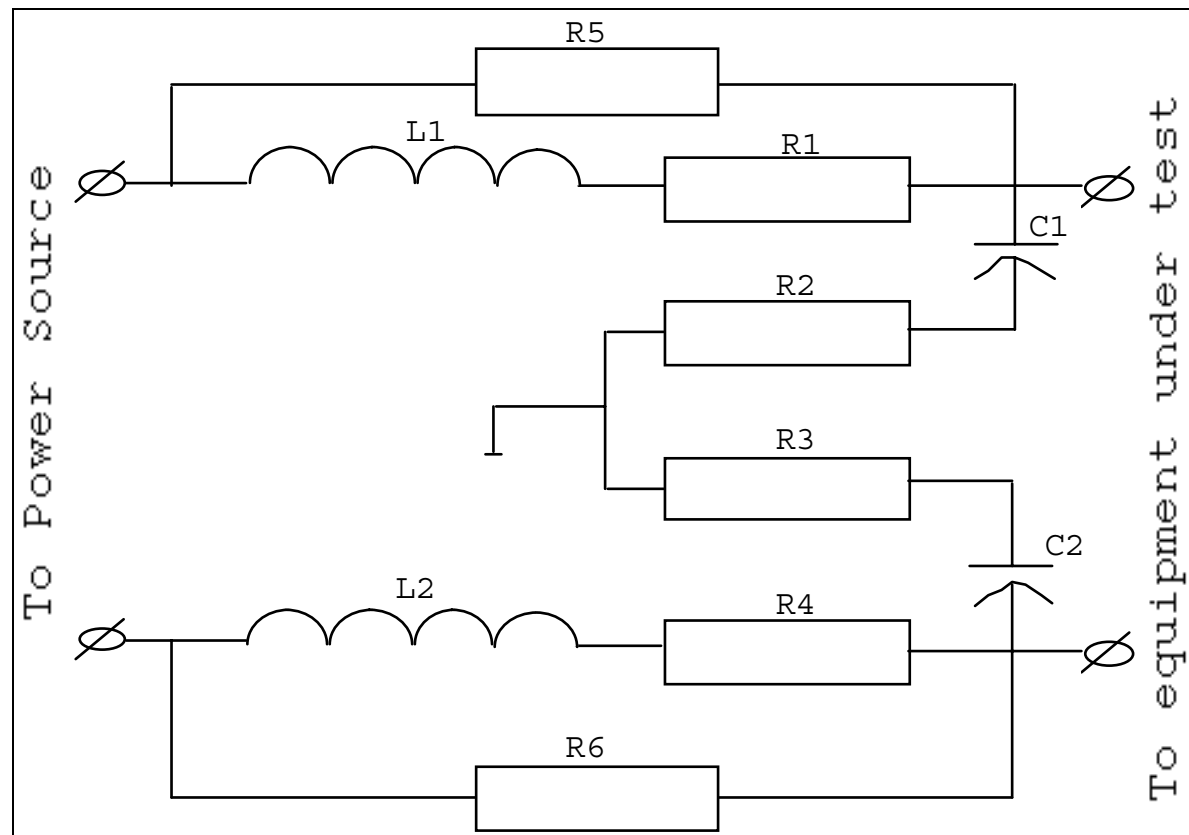 R5
L1
R1
C1
R2
R3
C2
L2
R4
R6
To Power Source
To equipment under test